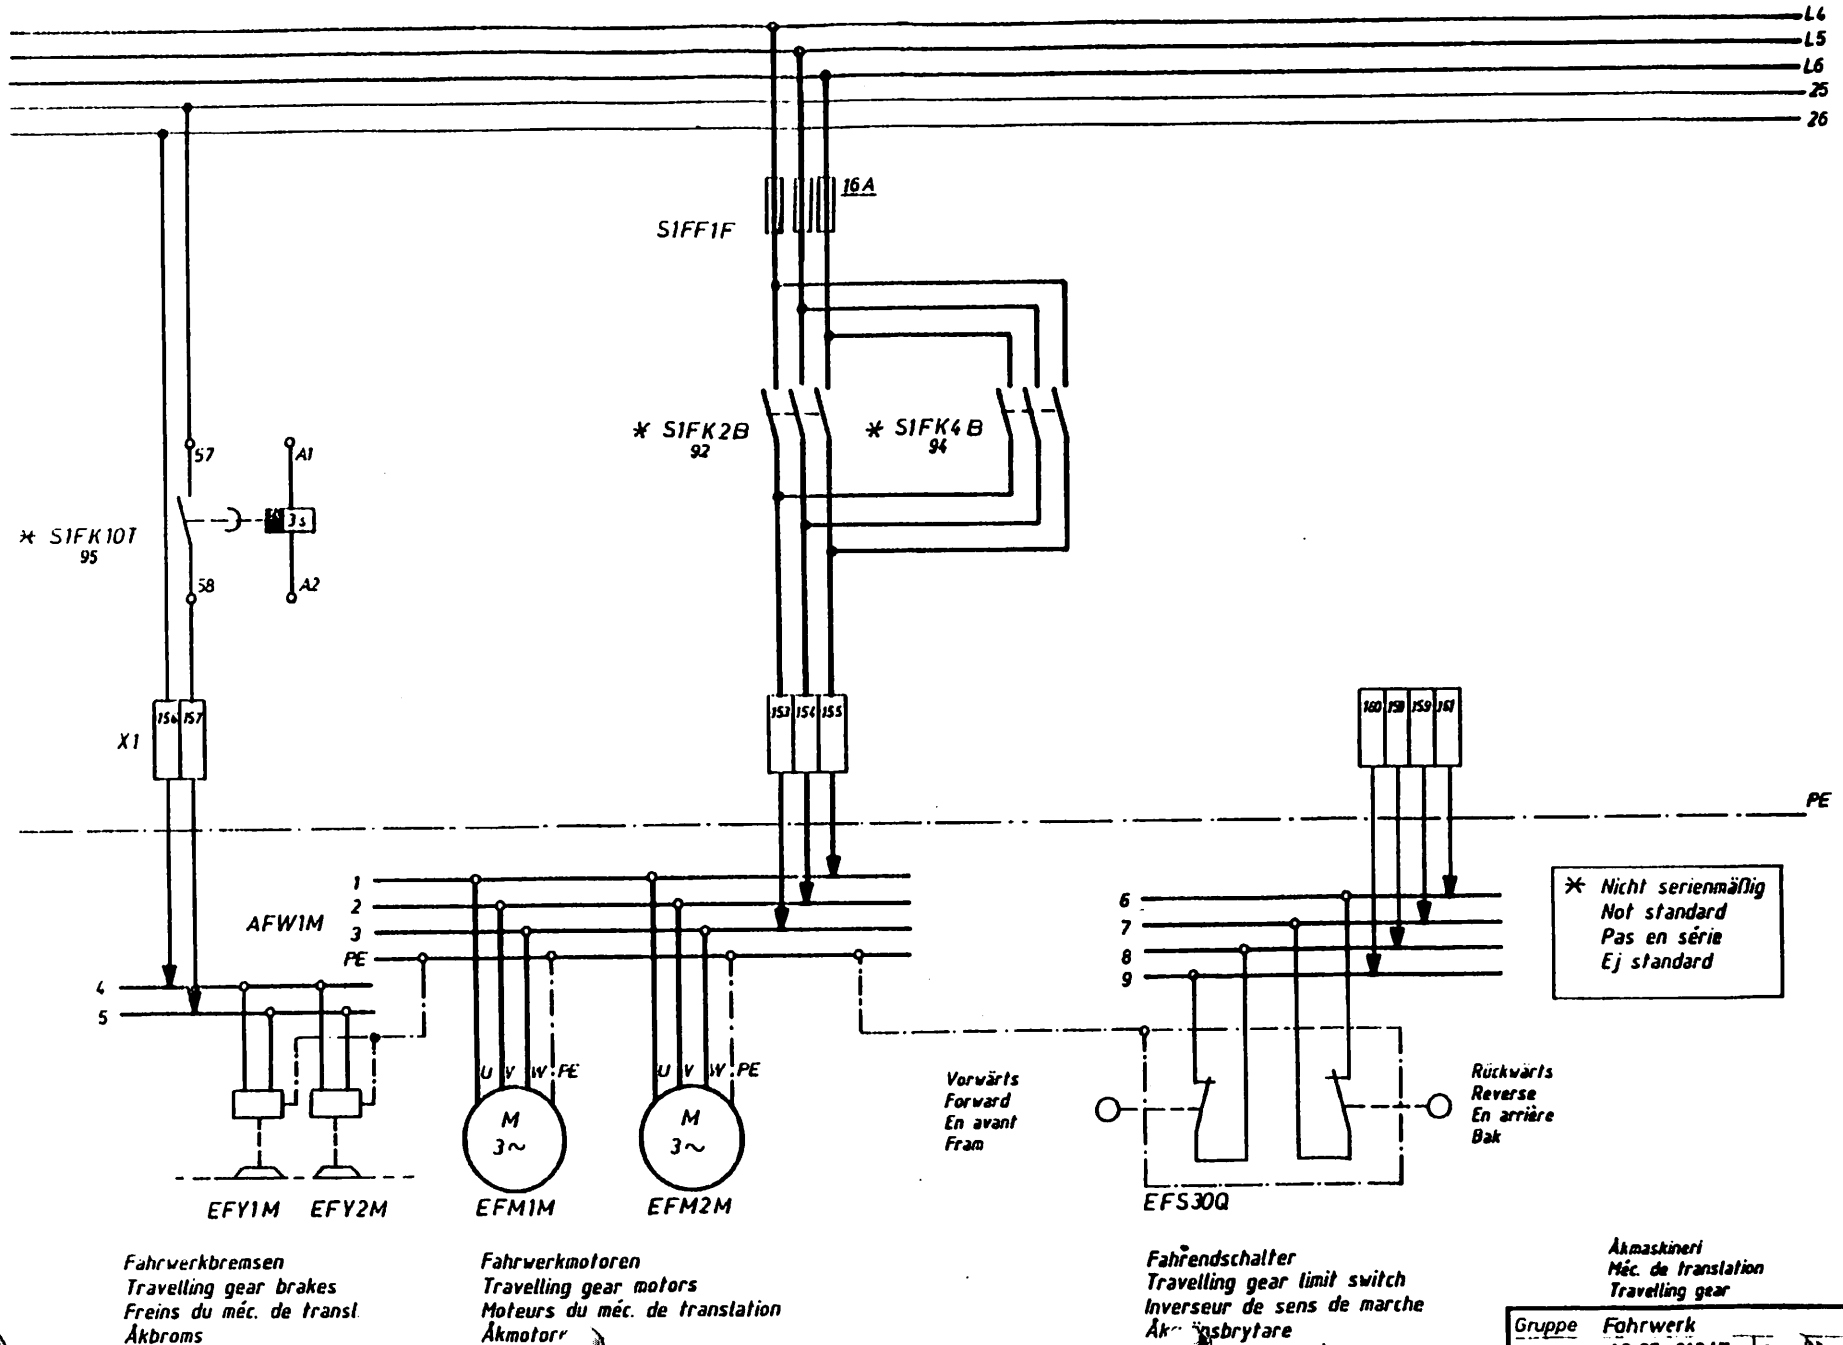 L4
L5
L6
25
26
16A
S1FF1F
* S1FK2B
92
* S1FK4B
94
57
A1
3s
* S1FK10T
95
58
A2
X1
156 157
153 154 155
160 158 159 161
PE
1
2
AFW1M
3
PE
4
5
6
7
8
9
* Nicht serienmäßig
Not standard
Pas en série
Ej standard
U V W PE
U V W PE
M
3~
M
3~
Vorwärts
Forward
En avant
Fram
Rückwärts
Reverse
En arrière
Bak
EFY1M EFY2M
EFM1M
EFM2M
EFS30Q
Fahrwerkbremsen
Travelling gear brakes
Freins du méc. de transl.
Åkbroms
Fahrwerkmotoren
Travelling gear motors
Moteurs du méc. de translation
Åkmotorr
Fahrendschalter
Travelling gear limit switch
Inverseur de sens de marche
Åkmaskineri
Méc. de translation
Travelling gear
Gruppe Fahrwerk